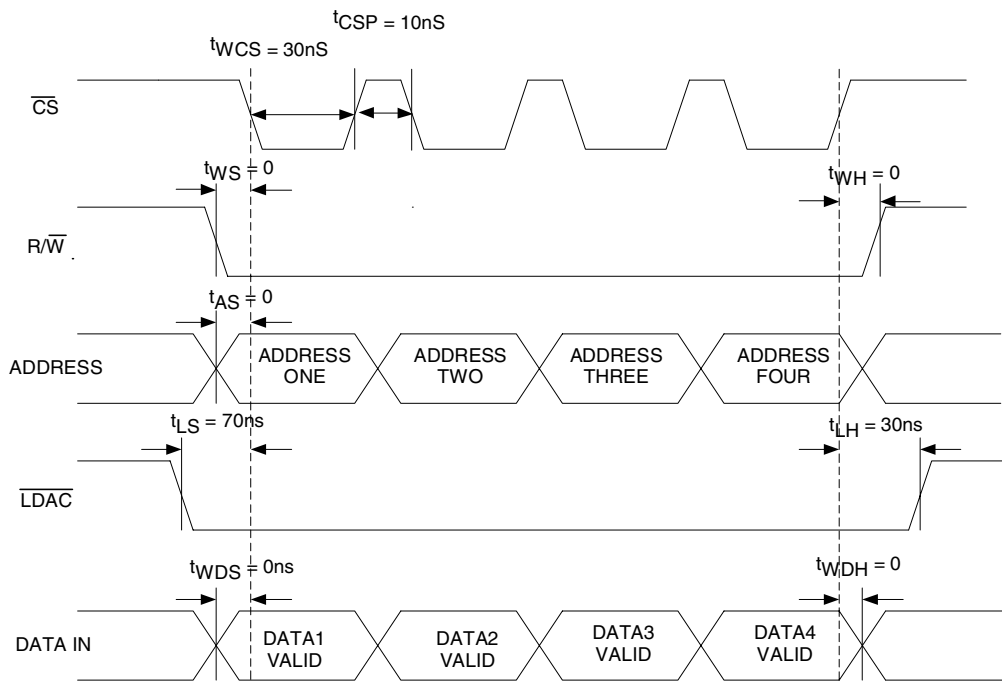 tCSP = 10nS
tWCS = 30nS
CS
tWS = 0
tWH = 0
R/W
tAS = 0
ADDRESS
ADDRESS
ONE
ADDRESS
TWO
ADDRESS
THREE
ADDRESS
FOUR
tLS = 70ns
tLH = 30ns
LDAC
tWDS = 0ns
tWDH = 0
DATA IN
DATA1
VALID
DATA2
VALID
DATA3
VALID
DATA4
VALID